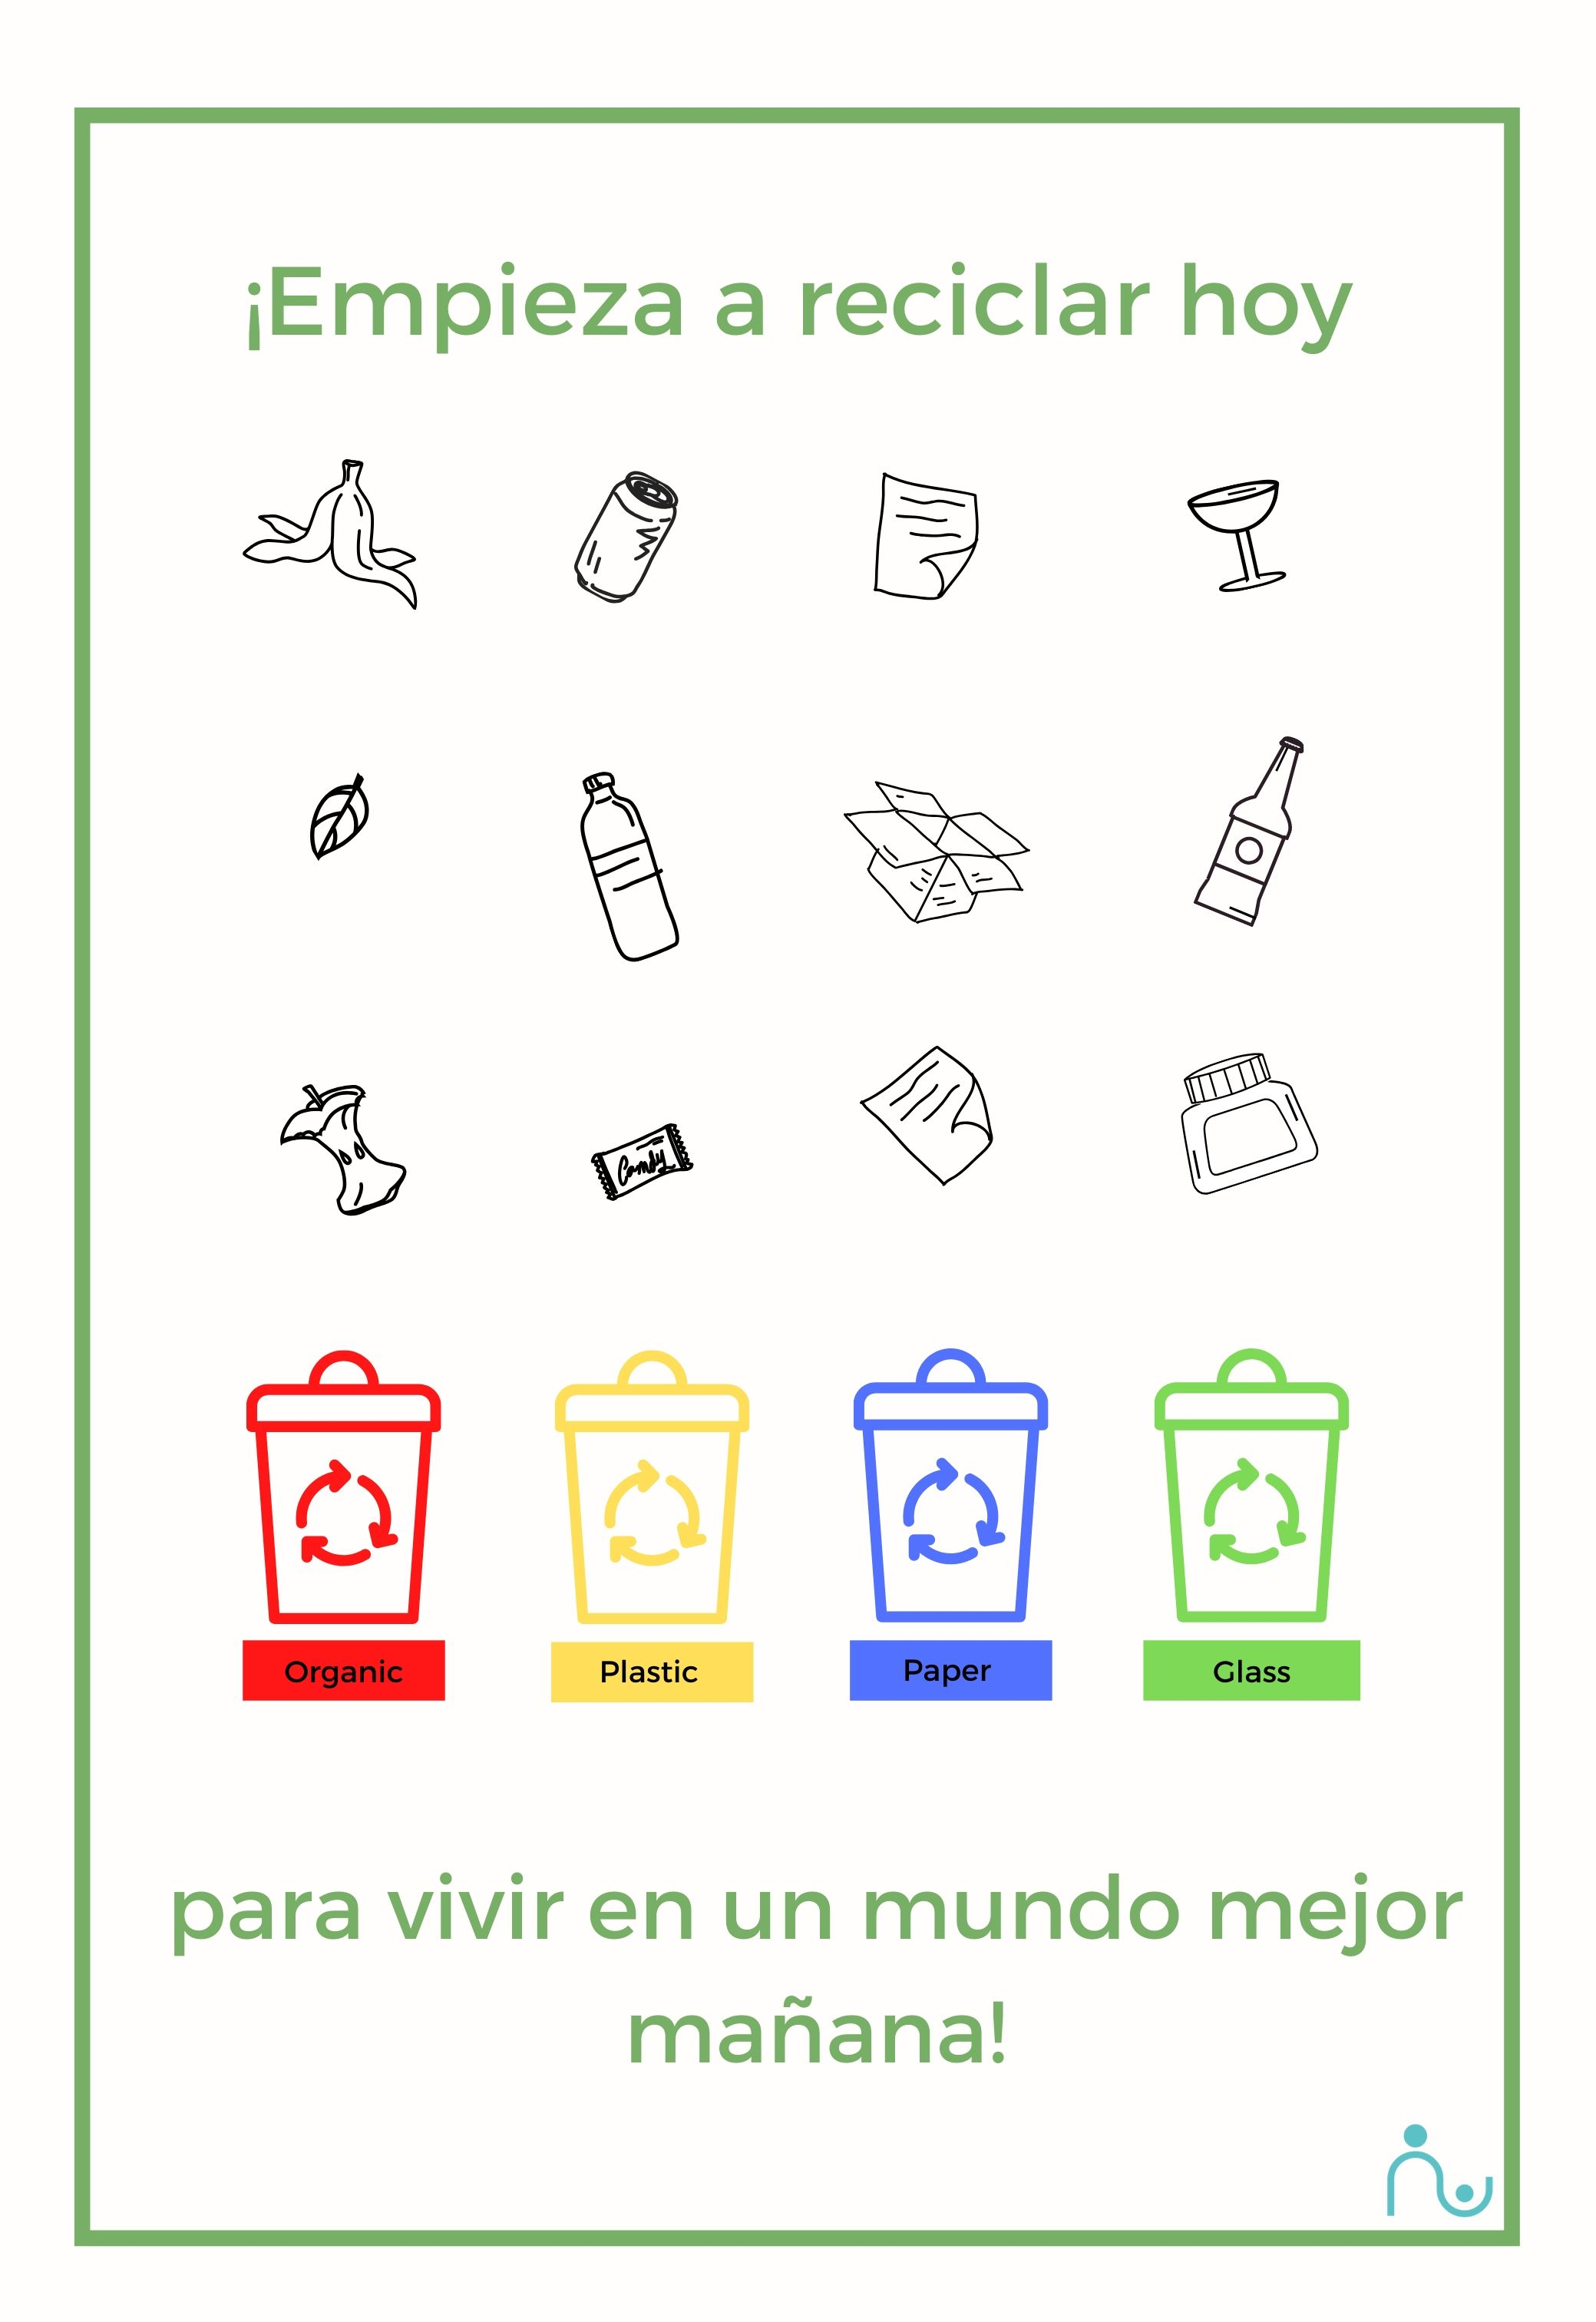 ¡Empieza a reciclar hoy
Candy
Organic
Plastic
Paper
Glass
para vivir en un mundo mejor
mañana!